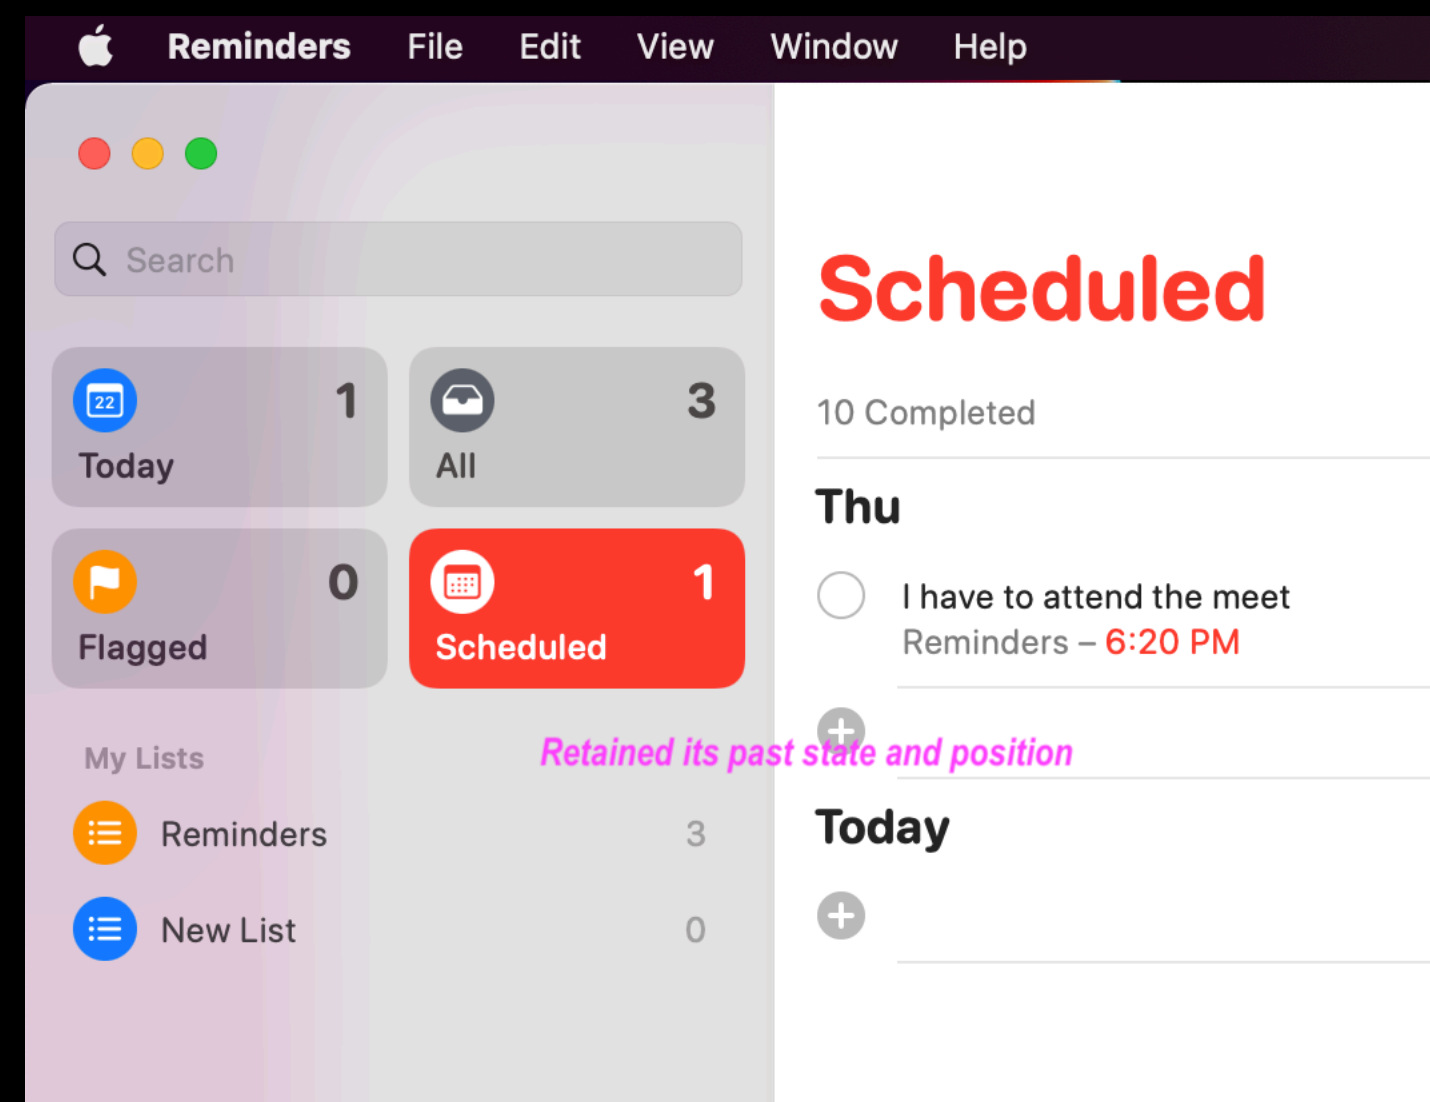 Reminders File Edit View Window Help
Search
22 1
Today
3
All
0
Flagged
1
Scheduled
My Lists
Reminders 3
New List 0
Scheduled
10 Completed
Thu
I have to attend the meet
Reminders – 6:20 PM
Retained its past state and position
Today